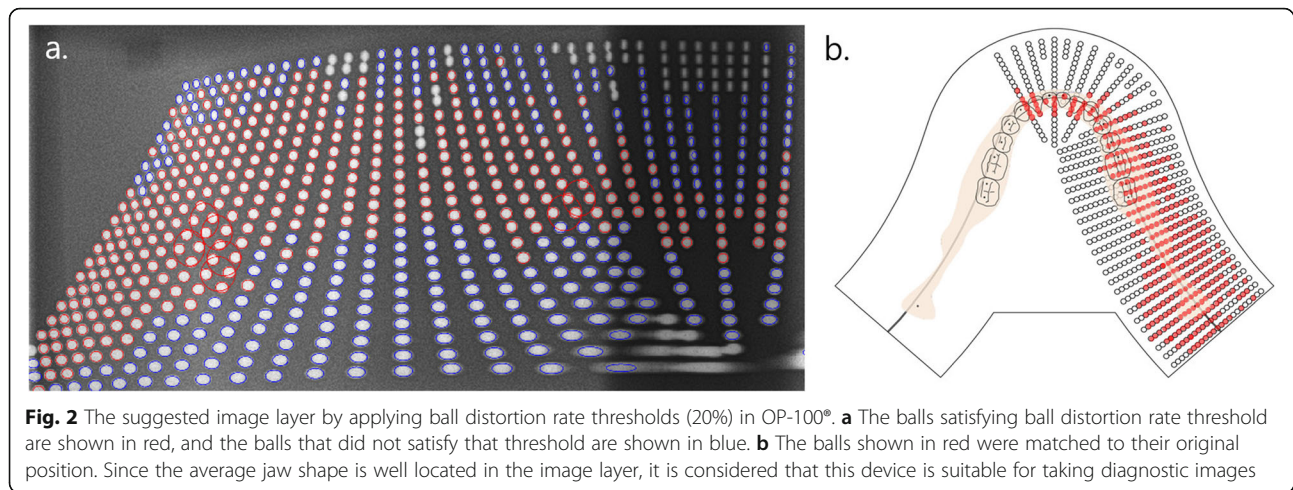 a.
b.
Fig. 2 The suggested image layer by applying ball distortion rate thresholds (20%) in OP-100®. a The balls satisfying ball distortion rate threshold
are shown in red, and the balls that did not satisfy that threshold are shown in blue. b The balls shown in red were matched to their original
position. Since the average jaw shape is well located in the image layer, it is considered that this device is suitable for taking diagnostic images